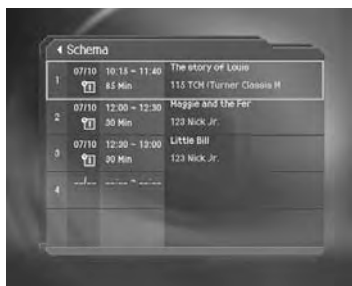 Schema
1 07/10 10:15 ~ 11:40 The story of Louis
85 Min 115 TCM (Turner Classic M
2 07/10 12:00 ~ 12:30 Maggie and the Fer
30 Min 123 Nick Jr.
3 07/10 12:30 ~ 13:00 Little Bill
30 Min 123 Nick Jr.
4 --/-- --:-- ~ --:--